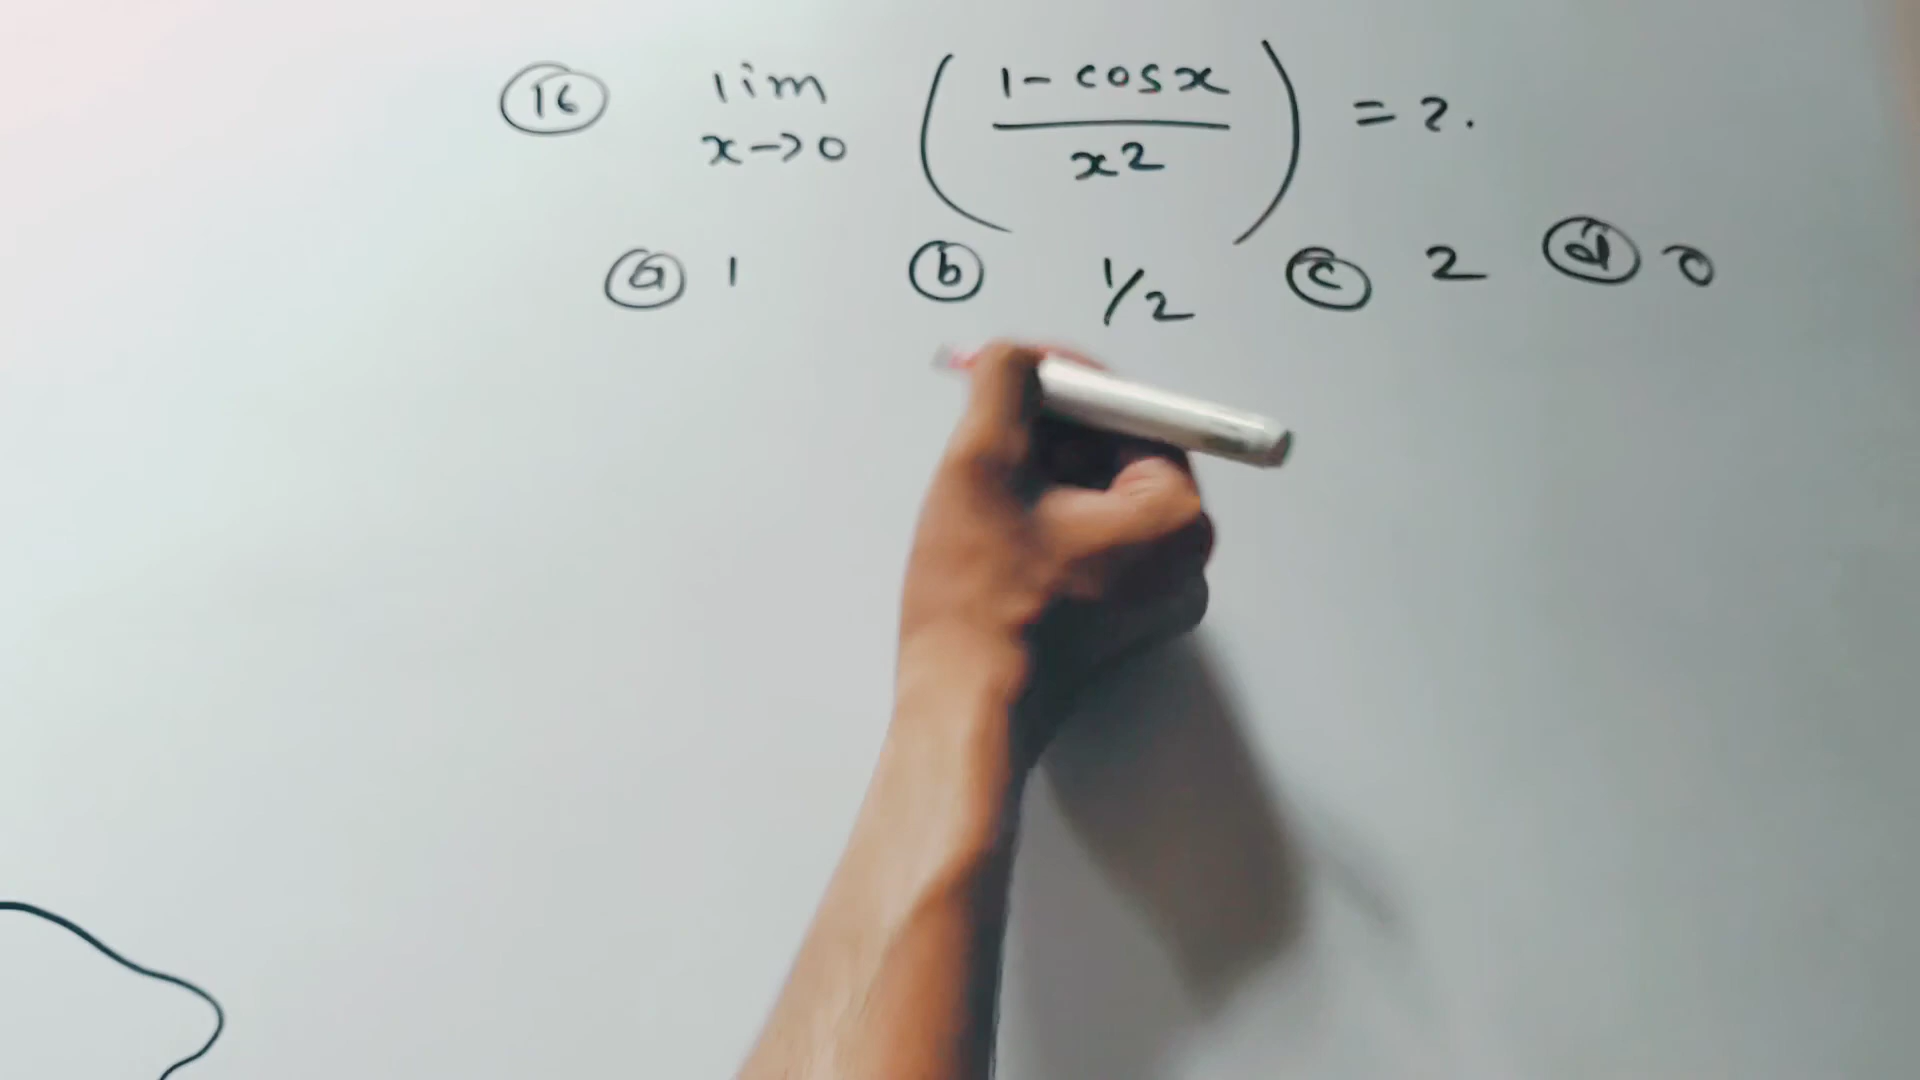 16 lim x→0 ( 1 - cos x / x2 ) = ?.
a 1 b 1/2 c 2 d 0